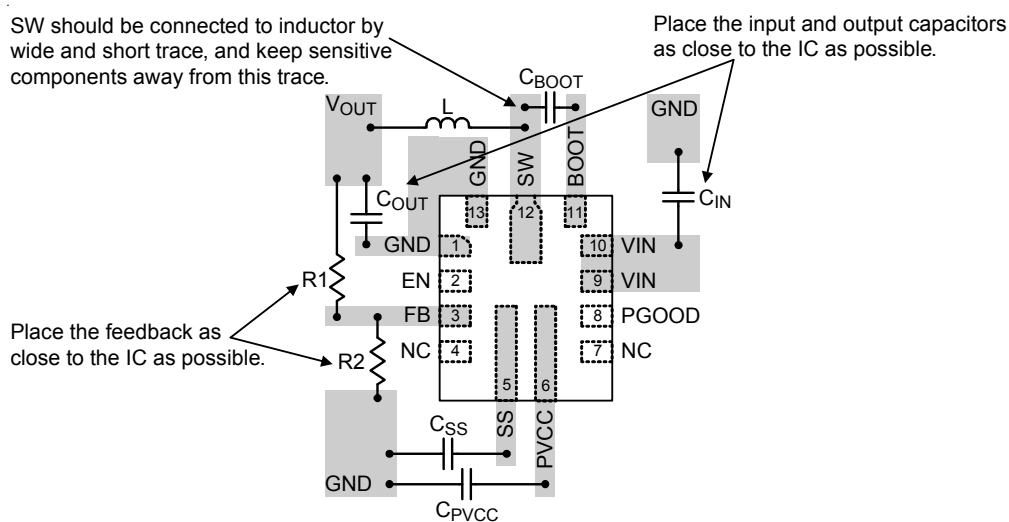 SW should be connected to inductor by
wide and short trace, and keep sensitive
components away from this trace.
Place the input and output capacitors
as close to the IC as possible.
CBOOT
VOUT
L
GND
GND
SW
BOOT
COUT
CIN
13
12
11
GND
1
10
VIN
EN
2
9
VIN
R1
FB
3
8
PGOOD
Place the feedback as
close to the IC as possible.
R2
NC
4
7
NC
5
6
SS
PVCC
CSS
GND
CPVCC